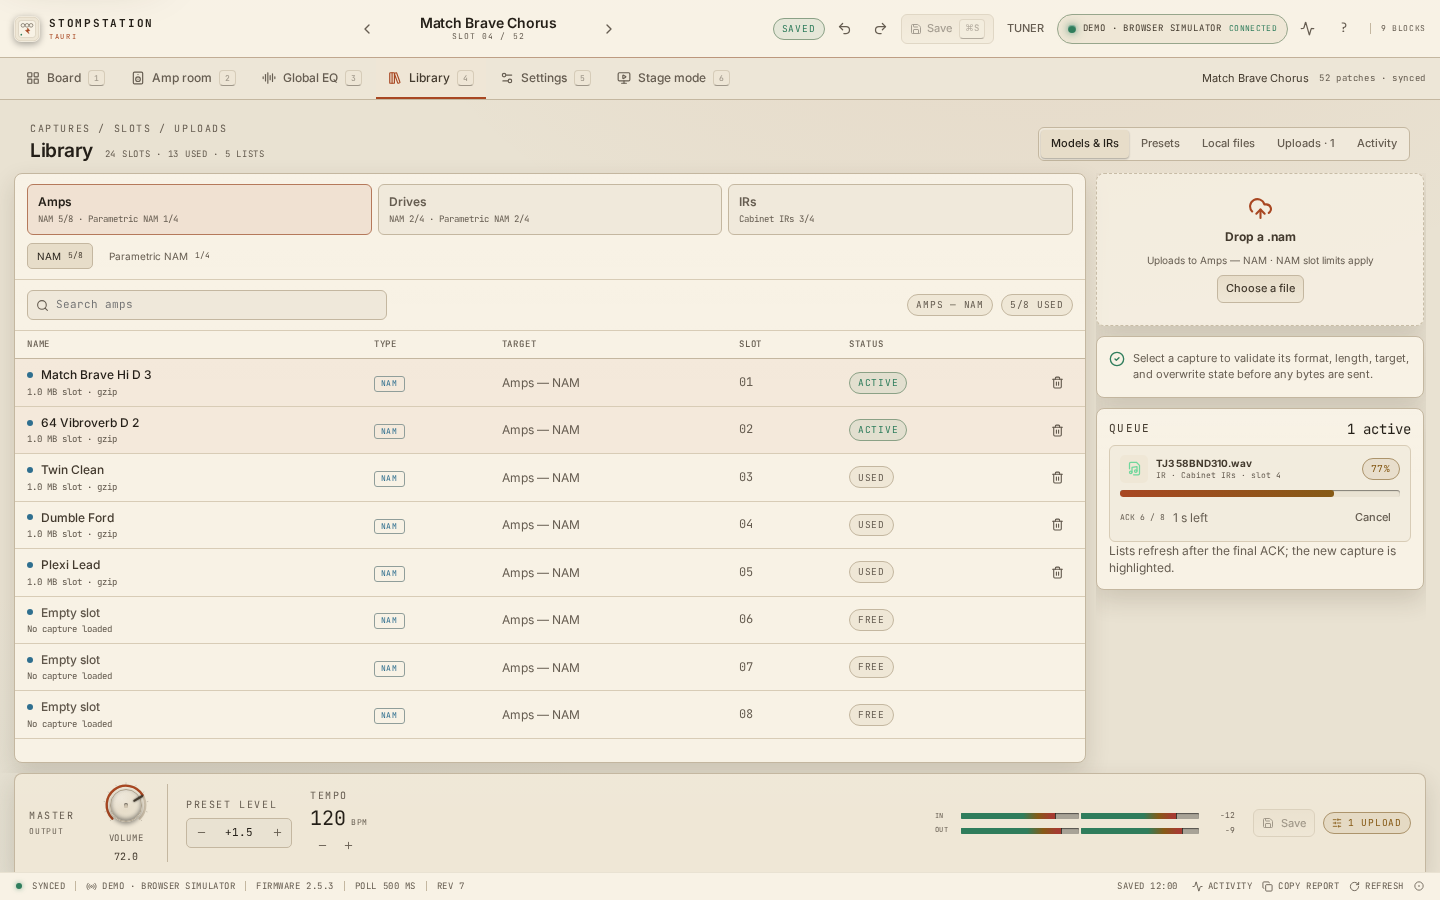 STOMPSTATION
TAURI
Match Brave Chorus
SLOT 04 / 52
SAVED
Save ⌘S
TUNER
DEMO · BROWSER SIMULATOR CONNECTED
?
9 BLOCKS
Board 1
Amp room 2
Global EQ 3
Library 4
Settings 5
Stage mode 6
Match Brave Chorus 52 patches · synced
CAPTURES / SLOTS / UPLOADS
Library 24 SLOTS · 13 USED · 5 LISTS
Models & IRs
Presets
Local files
Uploads · 1
Activity
Amps
NAM 5/8 · Parametric NAM 1/4
Drives
NAM 2/4 · Parametric NAM 2/4
IRs
Cabinet IRs 3/4
NAM 5/8
Parametric NAM 1/4
Search amps
AMPS — NAM
5/8 USED
NAME TYPE TARGET SLOT STATUS
Match Brave Hi D 3
1.0 MB slot · gzip
NAM
Amps — NAM
01
ACTIVE
64 Vibroverb D 2
1.0 MB slot · gzip
NAM
Amps — NAM
02
ACTIVE
Twin Clean
1.0 MB slot · gzip
NAM
Amps — NAM
03
USED
Dumble Ford
1.0 MB slot · gzip
NAM
Amps — NAM
04
USED
Plexi Lead
1.0 MB slot · gzip
NAM
Amps — NAM
05
USED
Empty slot
No capture loaded
NAM
Amps — NAM
06
FREE
Empty slot
No capture loaded
NAM
Amps — NAM
07
FREE
Empty slot
No capture loaded
NAM
Amps — NAM
08
FREE
Drop a .nam
Uploads to Amps — NAM · NAM slot limits apply
Choose a file
Select a capture to validate its format, length, target,
and overwrite state before any bytes are sent.
QUEUE
1 active
TJ358BND310.wav
IR · Cabinet IRs · slot 4
77%
ACK 6 / 8 1 s left
Cancel
Lists refresh after the final ACK; the new capture is
highlighted.
MASTER
OUTPUT
VOLUME
72.0
PRESET LEVEL
− +1.5 +
TEMPO
120 BPM
− +
IN -12
OUT -9
Save
1 UPLOAD
SYNCED
DEMO · BROWSER SIMULATOR
FIRMWARE 2.5.3
POLL 500 MS
REV 7
SAVED 12:00
ACTIVITY
COPY REPORT
REFRESH